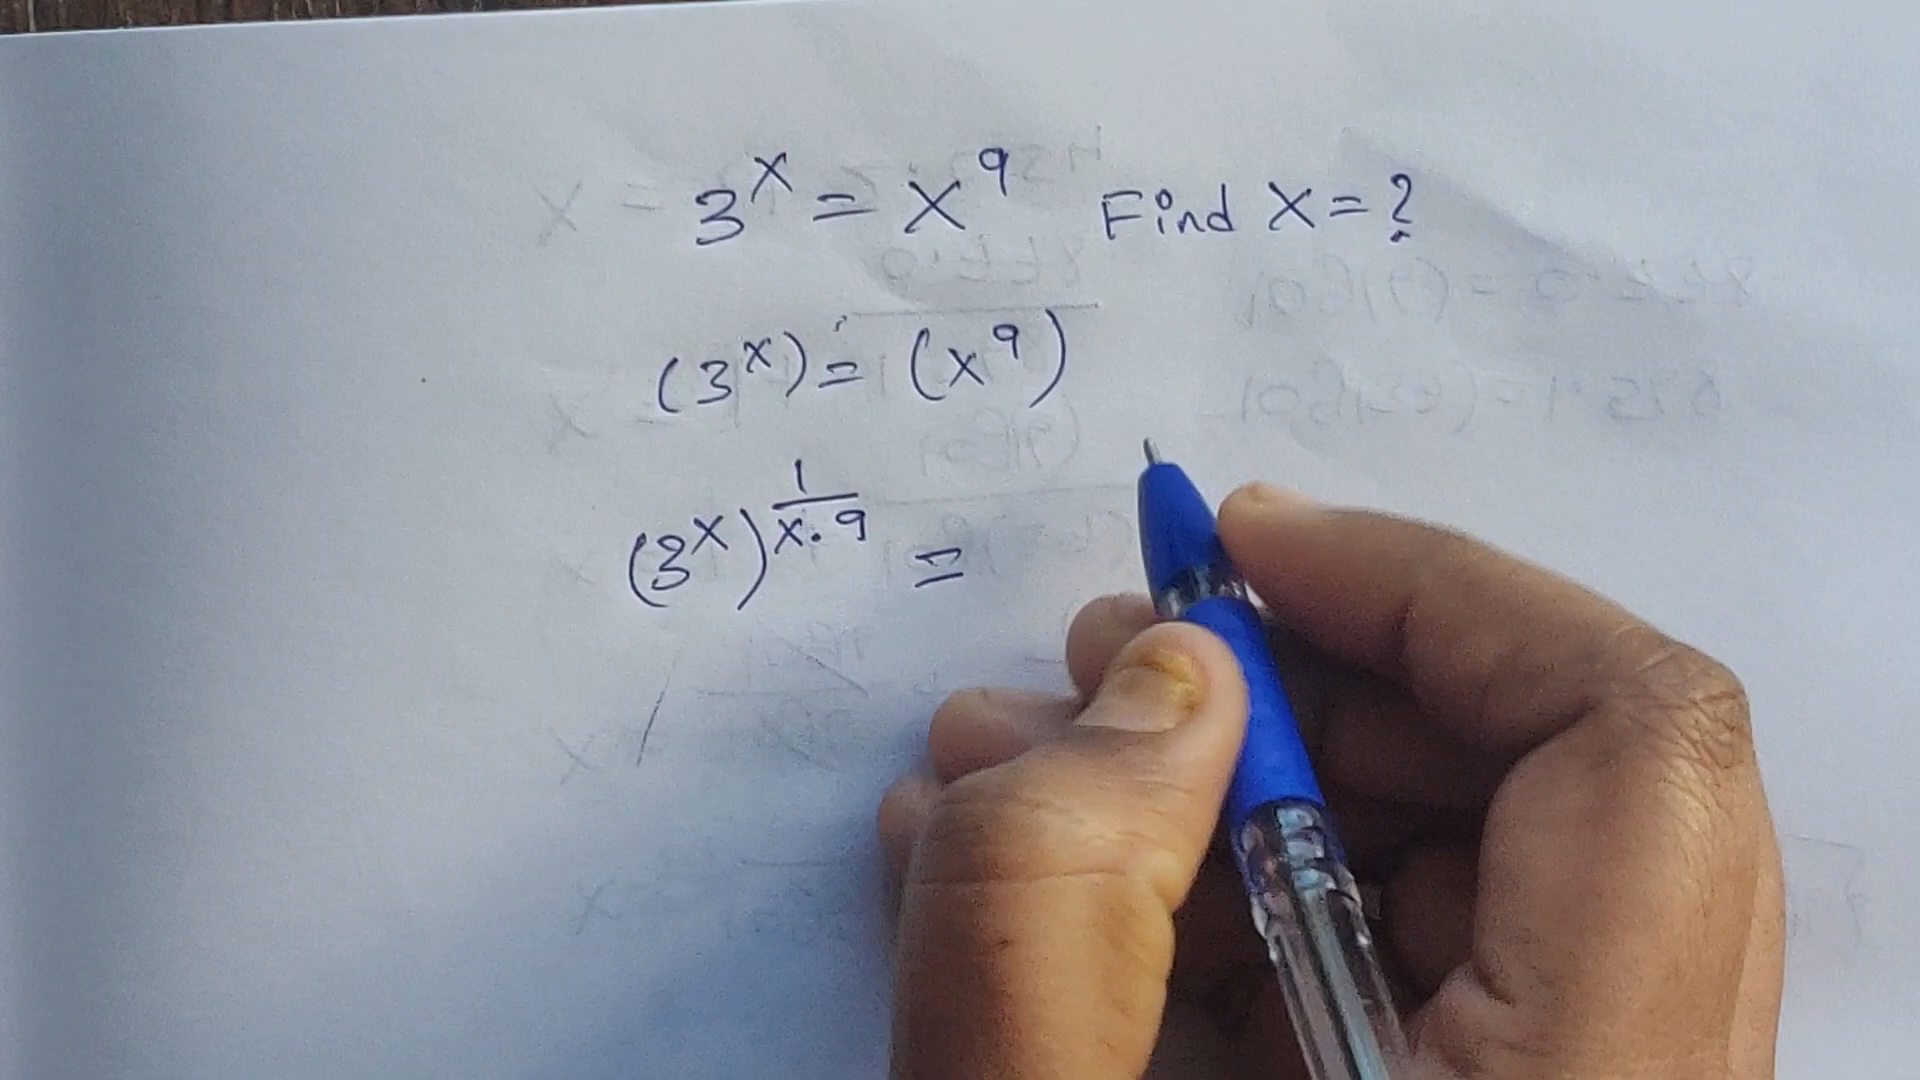 3^x = x^9 Find x = ?
(3^x) = (x^9)
(3^x)^(1/(x·9)) =